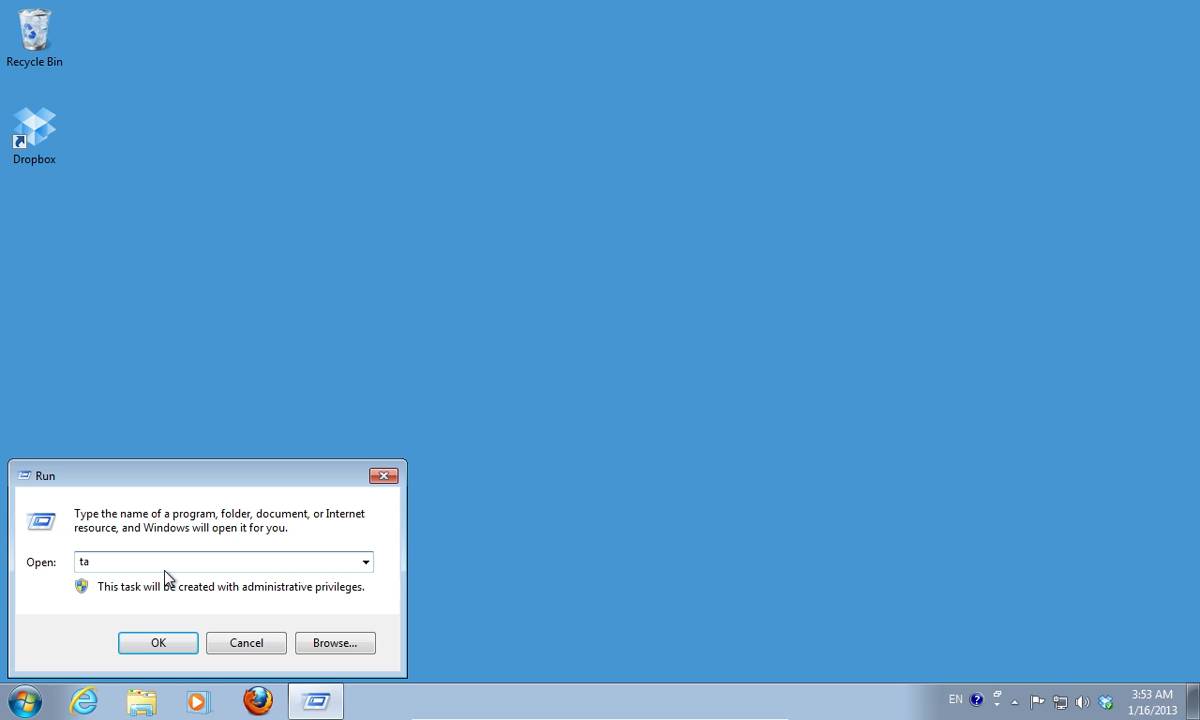 Recycle Bin
Dropbox
Run
Type the name of a program, folder, document, or Internet
resource, and Windows will open it for you.
Open:
ta
This task will be created with administrative privileges.
OK
Cancel
Browse...
EN
3:53 AM
1/16/2013